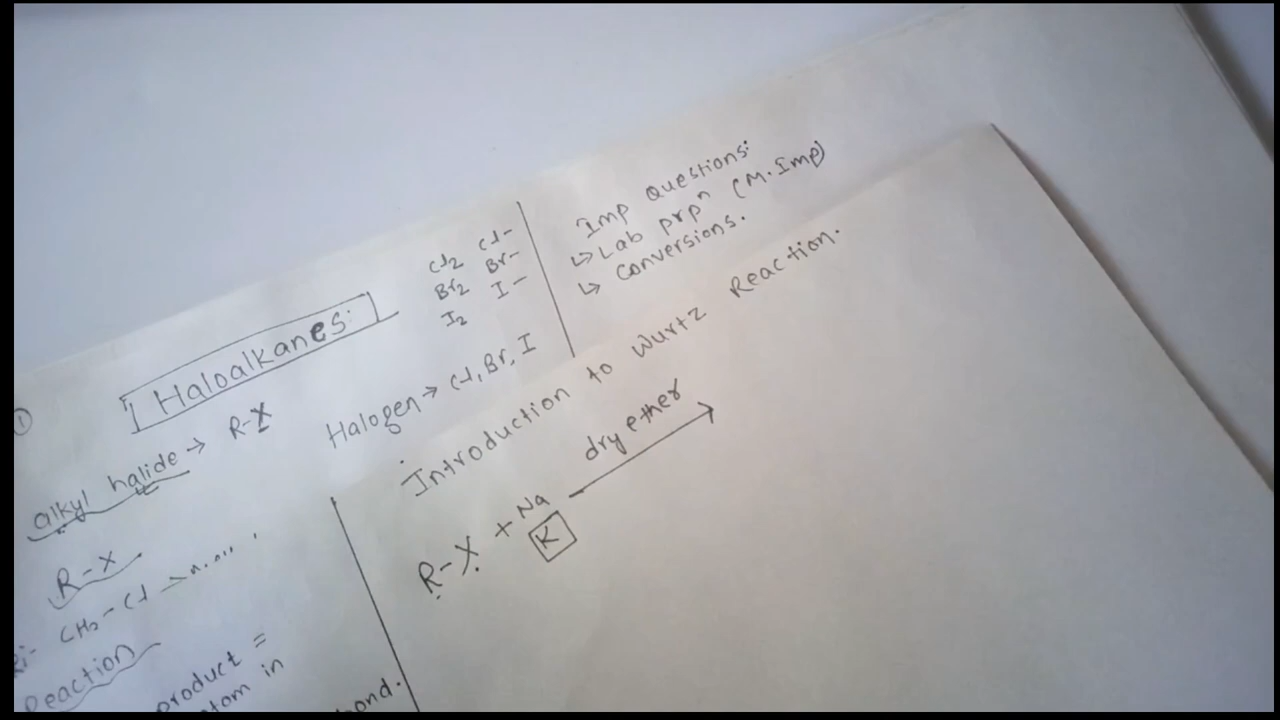 ①
Haloalkanes:
Cl2 Cl-
Br2 Br-
I2 I-
Imp Questions:
↳ Lab prpⁿ (M. Imp)
↳ Conversions.
alkyl halide → R-X
Halogen → Cl, Br, I
R-X
CH3-Cl →
Reaction
product =
atom in
bond.
Introduction to Wurtz Reaction.
dry ether
R-X + Na →
K